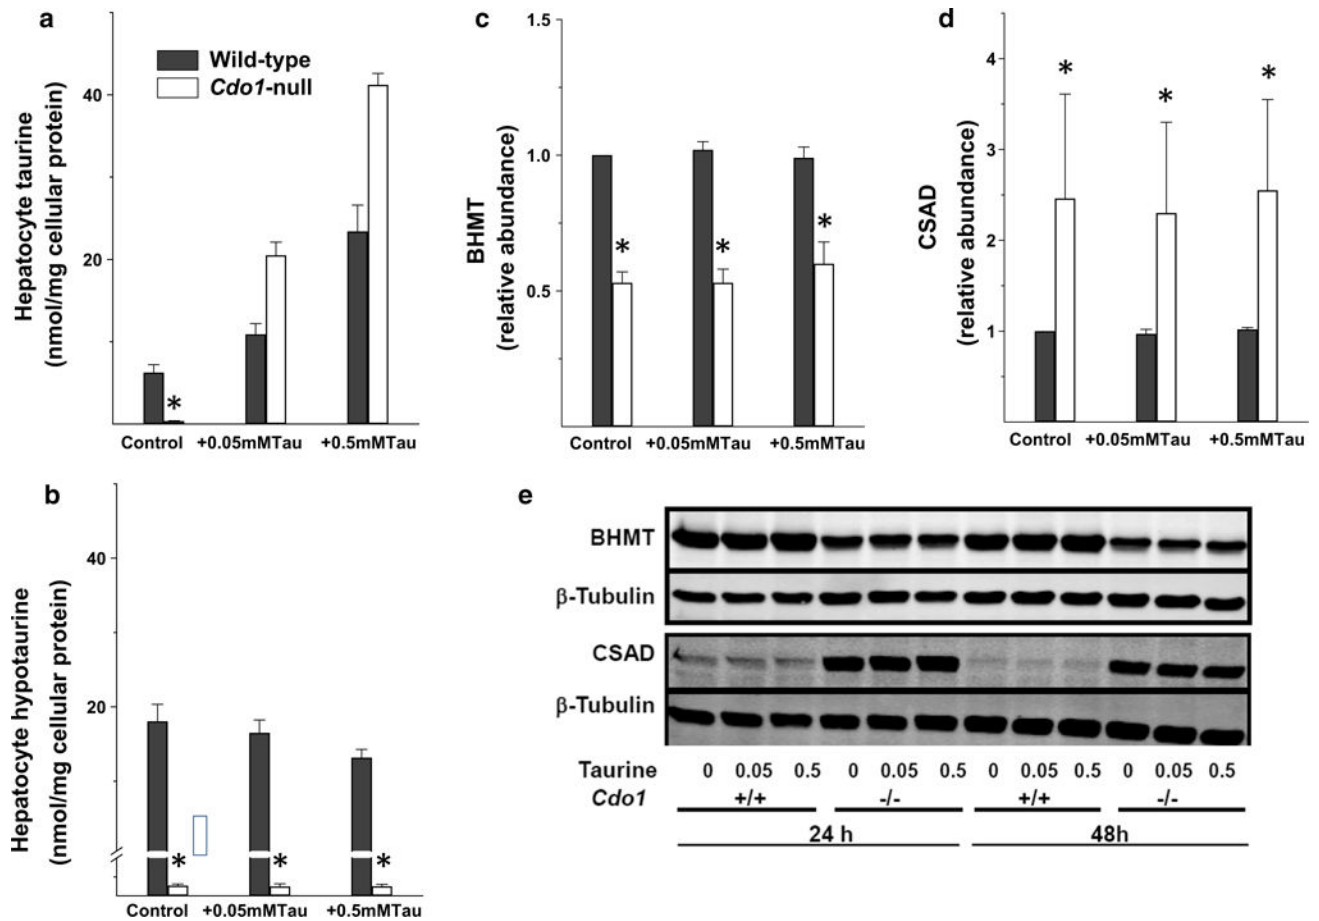 a
Hepatocyte taurine
(nmol/mg cellular protein)
40
20
Wild-type
Cdo1-null
*
Control +0.05mMTau +0.5mMTau
b
Hepatocyte hypotaurine
(nmol/mg cellular protein)
40
20
* * *
Control +0.05mMTau +0.5mMTau
c
BHMT
(relative abundance)
1.5
1.0
0.5
* * *
Control +0.05mMTau +0.5mMTau
d
CSAD
(relative abundance)
4
3
2
1
* * *
Control +0.05mMTau +0.5mMTau
e
BHMT
β-Tubulin
CSAD
β-Tubulin
Taurine 0 0.05 0.5 0 0.05 0.5 0 0.05 0.5 0 0.05 0.5
Cdo1 +/+ -/- +/+ -/-
24 h 48h